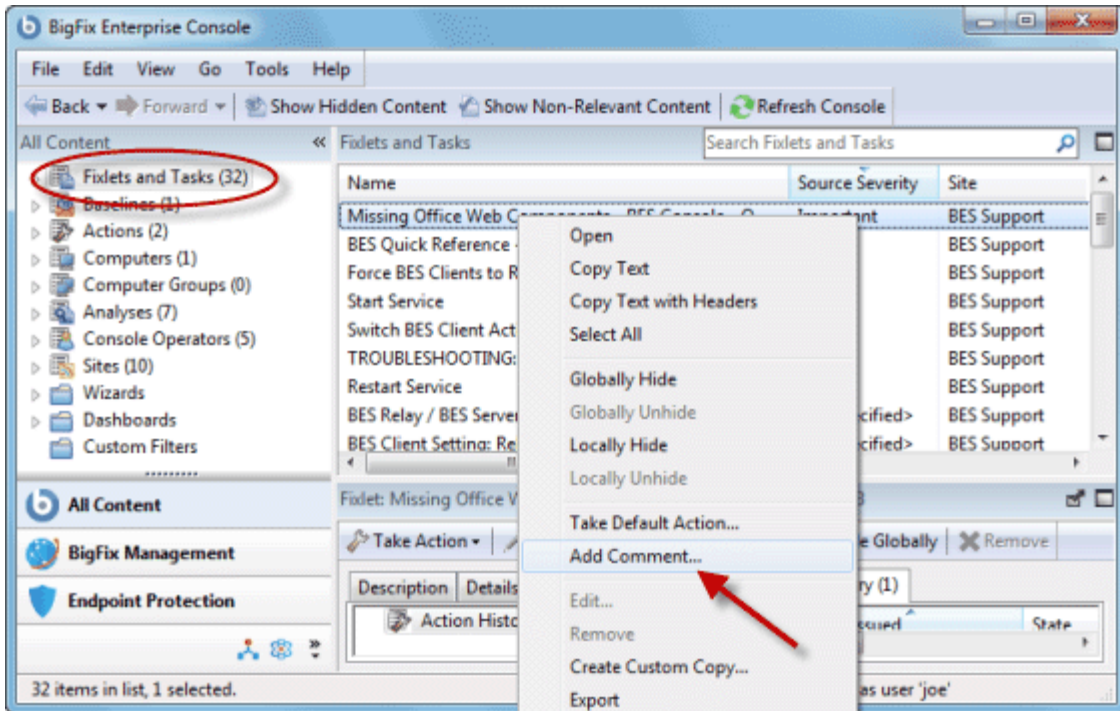 BigFix Enterprise Console
File Edit View Go Tools Help
Back Forward Show Hidden Content Show Non-Relevant Content Refresh Console
All Content
Fixlets and Tasks (32)
Baselines (1)
Actions (2)
Computers (1)
Computer Groups (0)
Analyses (7)
Console Operators (5)
Sites (10)
Wizards
Dashboards
Custom Filters
All Content
BigFix Management
Endpoint Protection
Fixlets and Tasks Search Fixlets and Tasks
Name Source Severity Site
Missing Office Web Components - BES Console - Important BES Support
BES Quick Reference - BES Support
Force BES Clients to R BES Support
Start Service BES Support
Switch BES Client Act BES Support
TROUBLESHOOTING: BES Support
Restart Service BES Support
BES Relay / BES Server cified> BES Support
BES Client Setting: Re cified> BES Support
Open
Copy Text
Copy Text with Headers
Select All
Globally Hide
Globally Unhide
Locally Hide
Locally Unhide
Take Default Action...
Add Comment...
Edit...
Remove
Create Custom Copy...
Export
Fixlet: Missing Office W
Take Action e Globally Remove
Description Details ry (1)
Action Histo ssued State
32 items in list, 1 selected. as user 'joe'